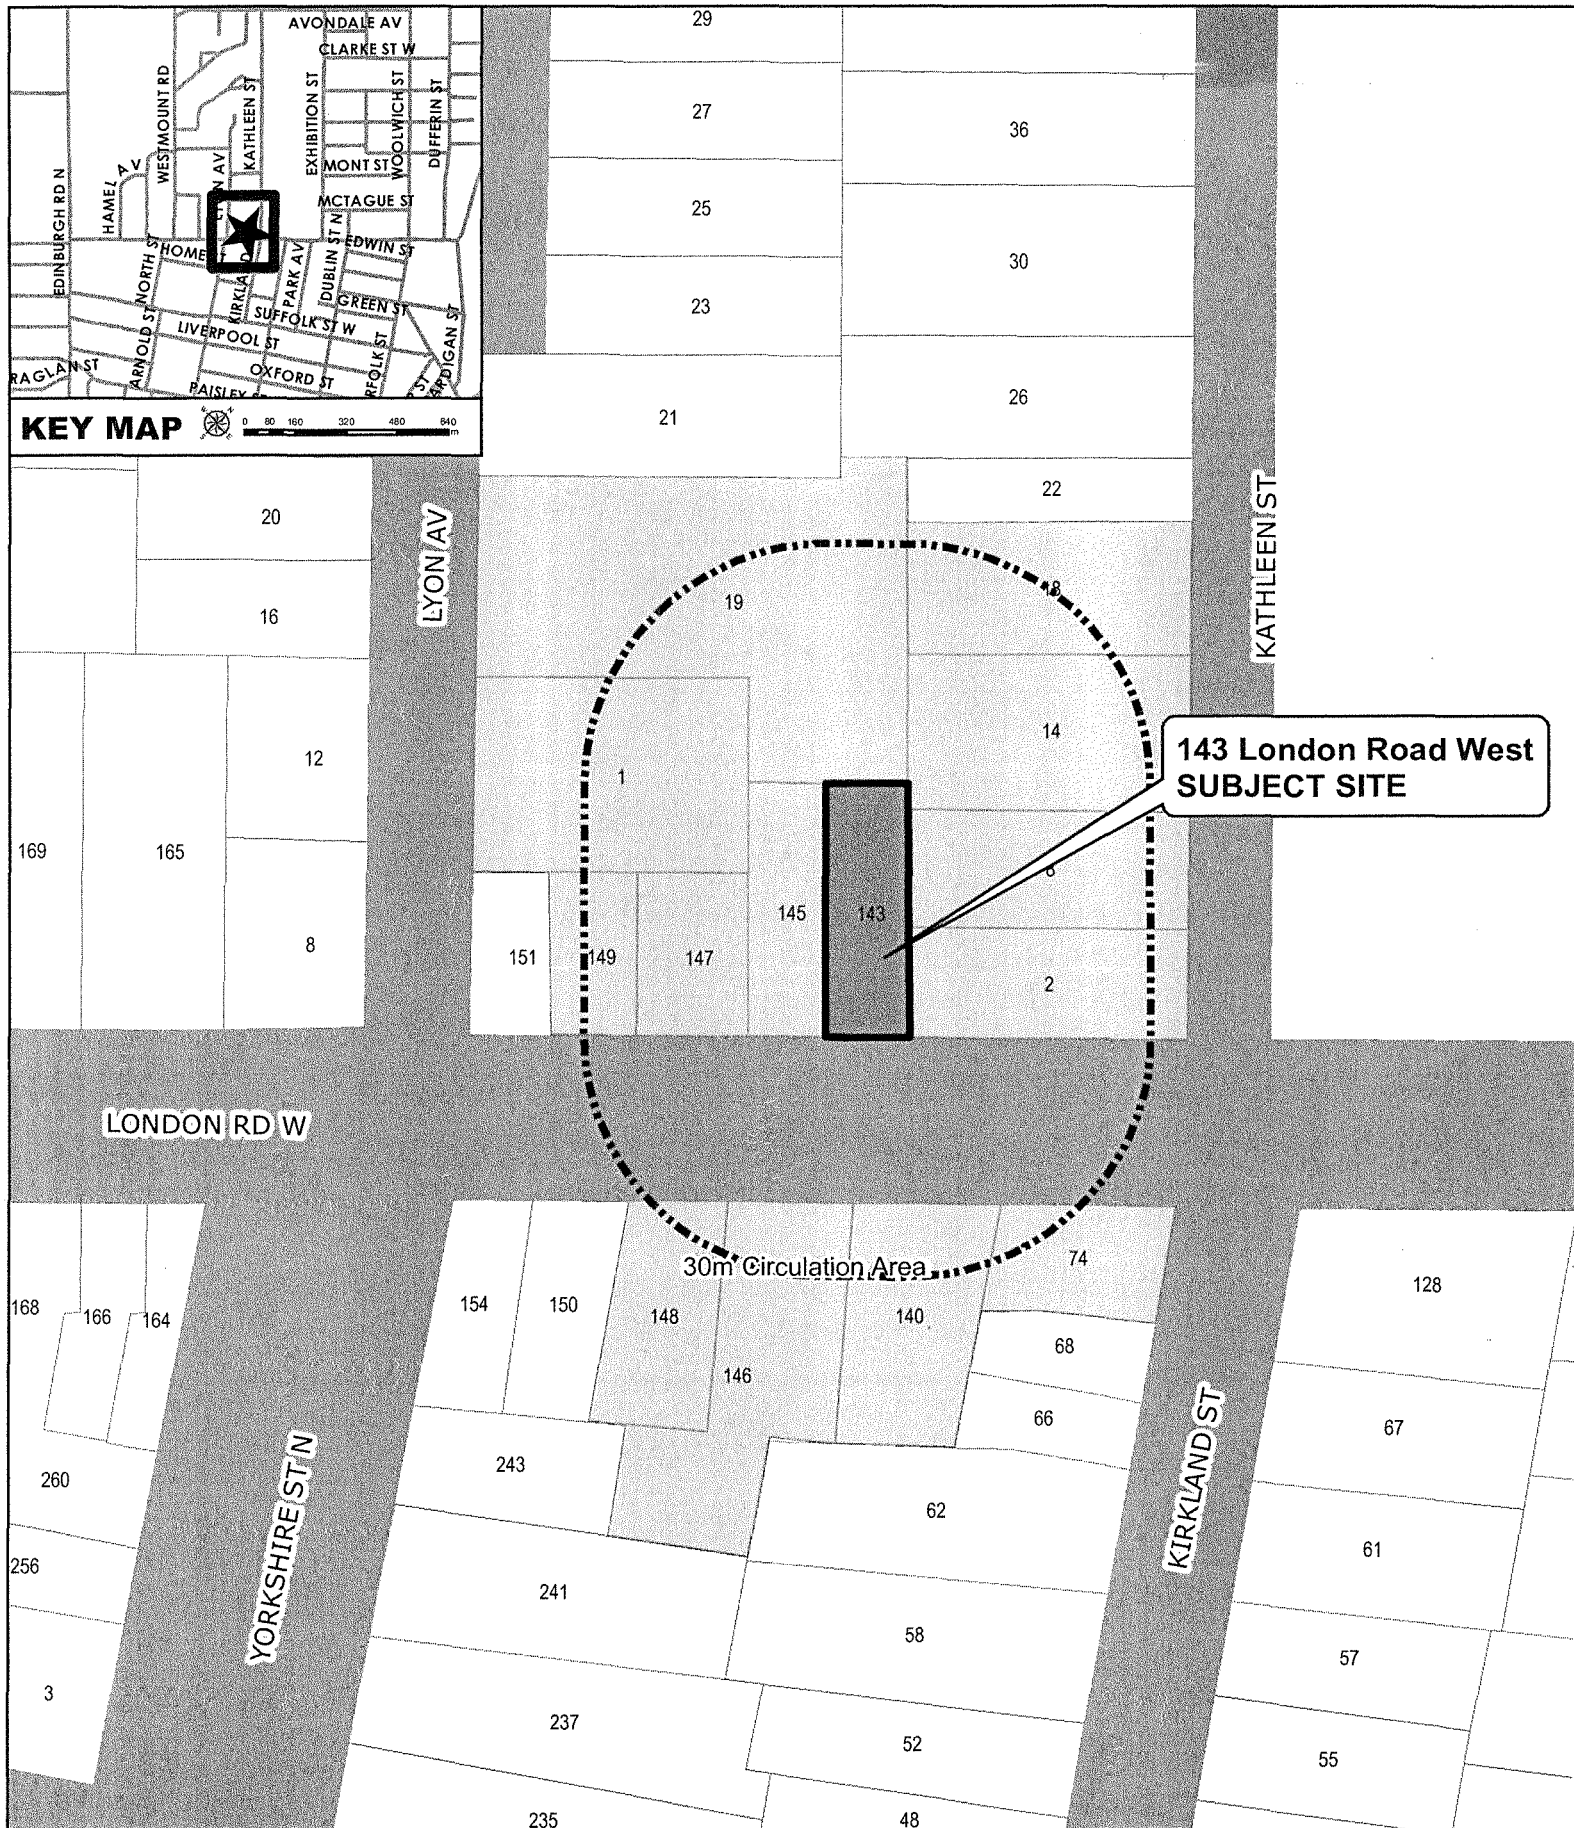 AVONDALE AV
CLARKE ST W
WESTMOUNT RD
KATHLEEN ST
EXHIBITION ST
WOOLWICH ST
DUFFERIN ST
MONT ST
HAMEL AV
MCTAGUE ST
EDINBURGH RD N
NORTH ST
HOME
KIRKLAND
PARK AV
DUBLIN ST N
EDWIN ST
GREEN ST
SUFFOLK ST W
LIVERPOOL ST
ARNOLD ST
OXFORD ST
RAGLAN ST
PAISLEY
RFOLK ST
ARDIGAN ST
KEY MAP
0 80 160 320 480 640
m
29
27
36
25
30
23
26
21
22
20
LYON AV
KATHLEEN ST
16
19
18
14
12
1
143 London Road West
SUBJECT SITE
169
165
145
143
8
151
149
147
2
LONDON RD W
30m Circulation Area
74
128
168
166
164
154
150
148
140
68
146
66
67
KIRKLAND ST
YORKSHIRE ST N
260
243
62
61
256
241
58
57
3
237
52
55
235
48